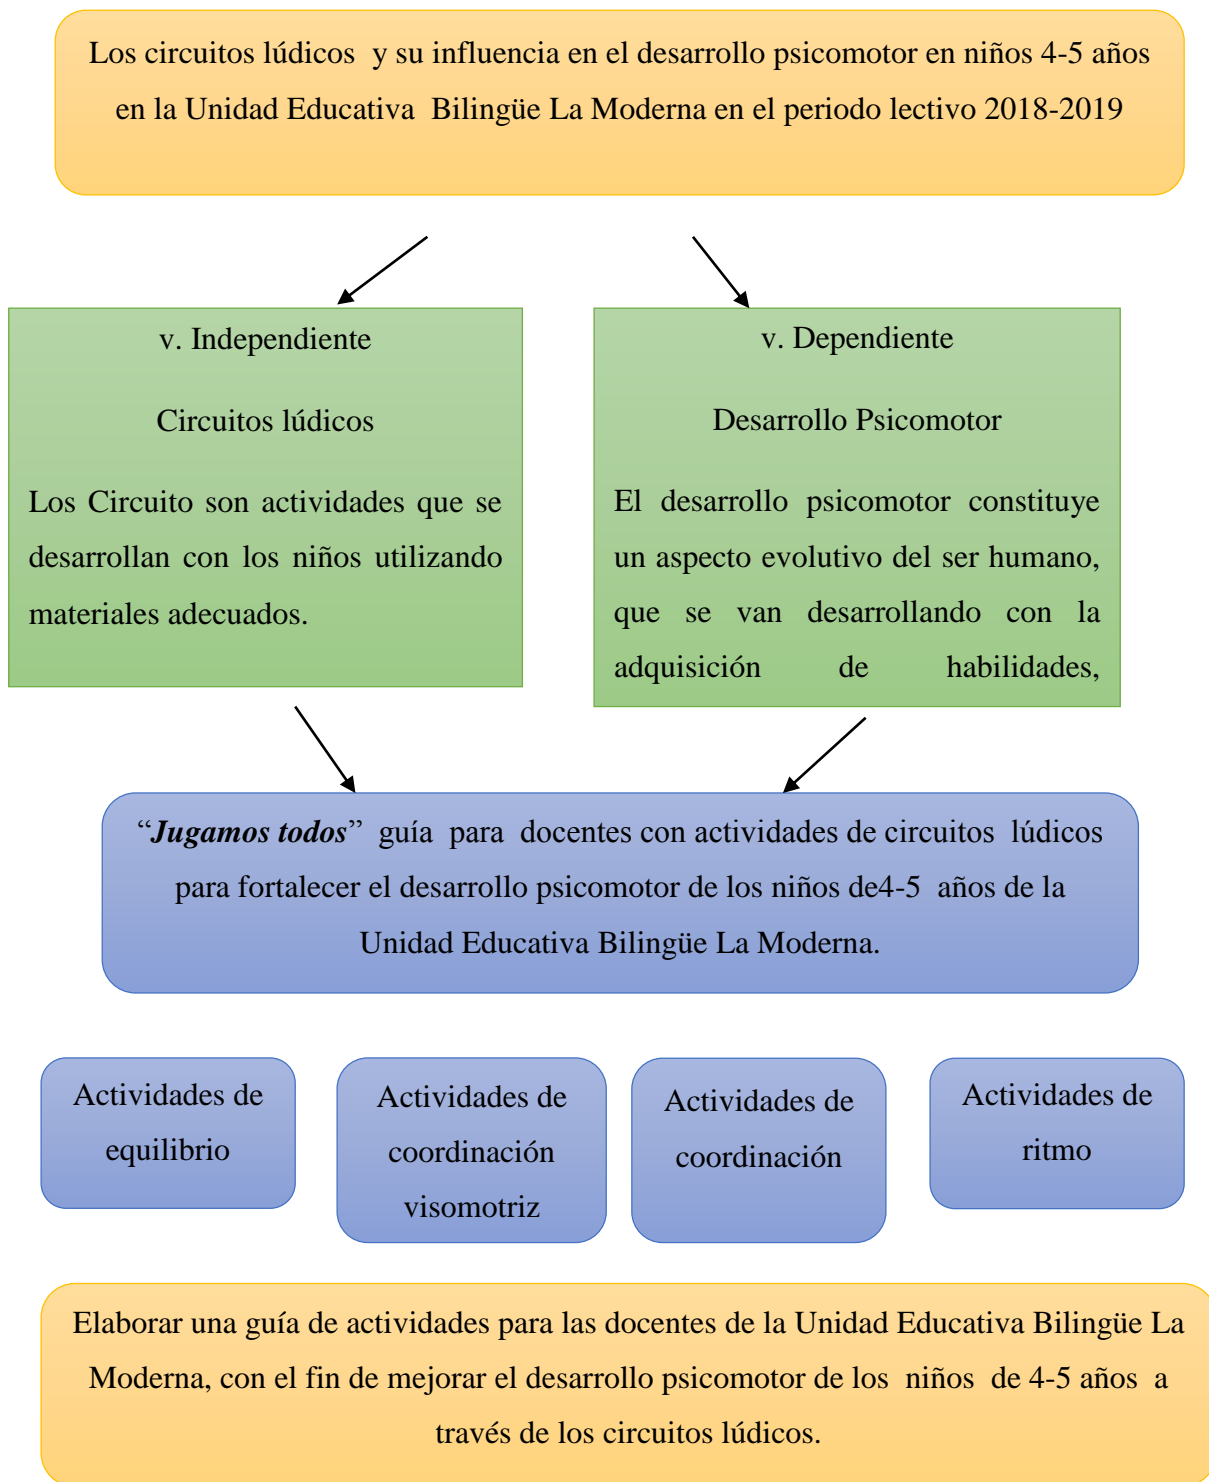 Los circuitos lúdicos y su influencia en el desarrollo psicomotor en niños 4-5 años
en la Unidad Educativa Bilingüe La Moderna en el periodo lectivo 2018-2019
v. Independiente
Circuitos lúdicos
Los Circuito son actividades que se
desarrollan con los niños utilizando
materiales adecuados.
v. Dependiente
Desarrollo Psicomotor
El desarrollo psicomotor constituye
un aspecto evolutivo del ser humano,
que se van desarrollando con la
adquisición de habilidades,
“Jugamos todos” guía para docentes con actividades de circuitos lúdicos
para fortalecer el desarrollo psicomotor de los niños de4-5 años de la
Unidad Educativa Bilingüe La Moderna.
Actividades de
equilibrio
Actividades de
coordinación
visomotriz
Actividades de
coordinación
Actividades de
ritmo
Elaborar una guía de actividades para las docentes de la Unidad Educativa Bilingüe La
Moderna, con el fin de mejorar el desarrollo psicomotor de los niños de 4-5 años a
través de los circuitos lúdicos.